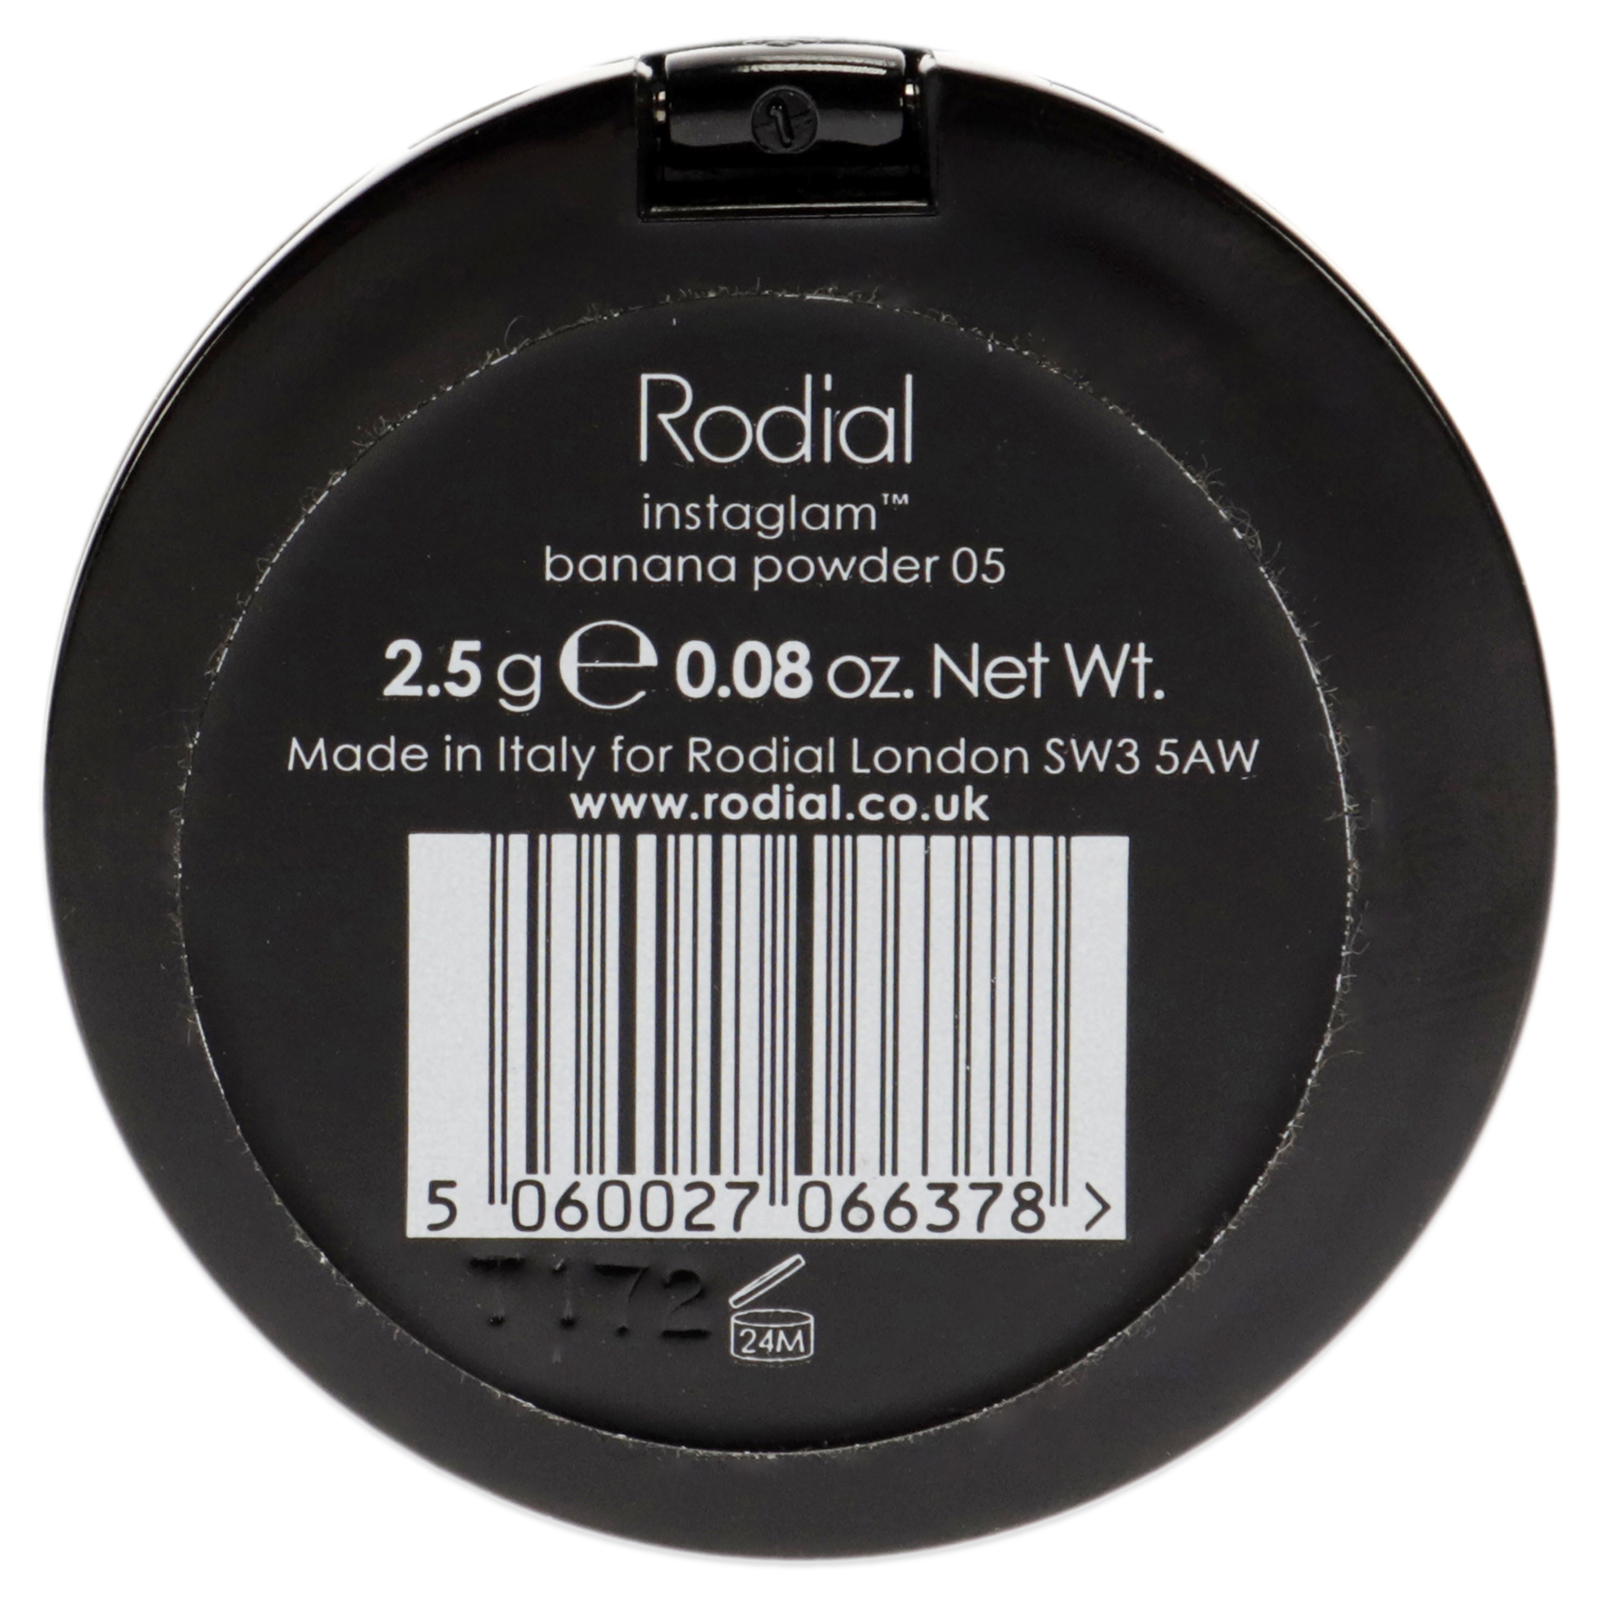 Rodial
instaglam™
banana powder 05
2.5 g ℮ 0.08 oz. Net Wt.
Made in Italy for Rodial London SW3 5AW
www.rodial.co.uk
5 060027 066378 >
7172
24M